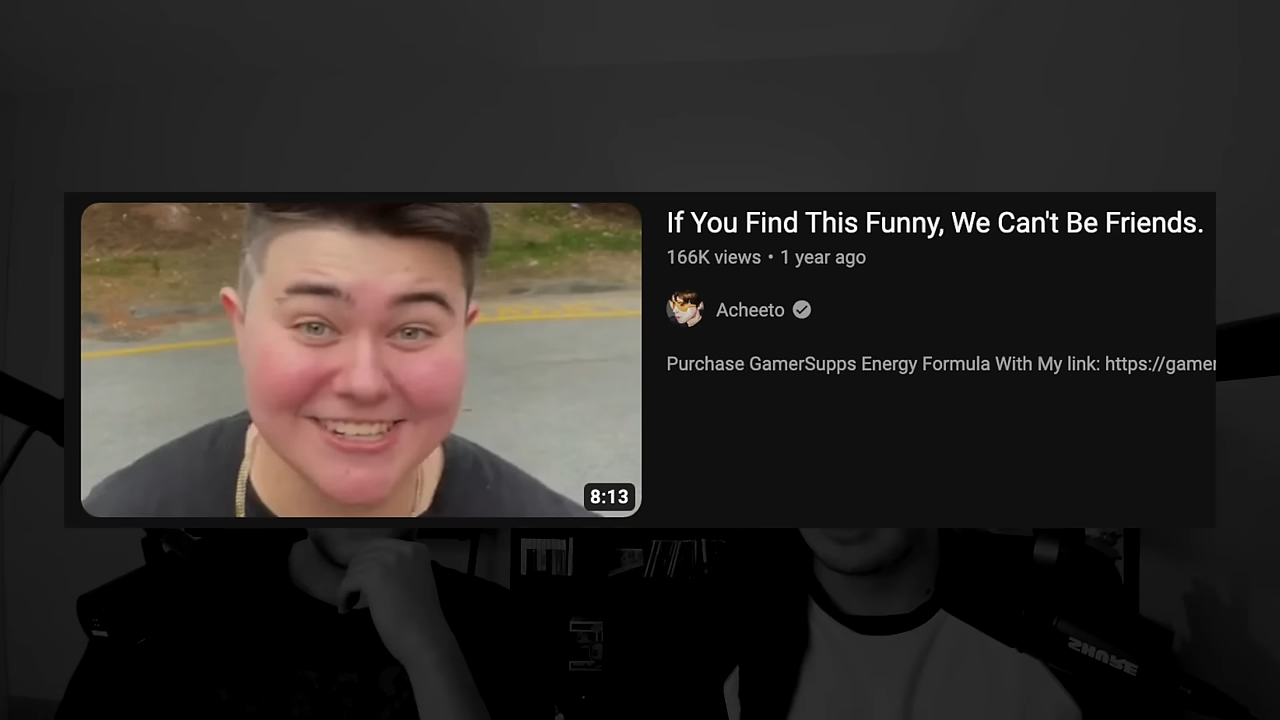 If You Find This Funny, We Can't Be Friends.
166K views • 1 year ago
Acheeto
Purchase GamerSupps Energy Formula With My link: https://gamer
8:13
SHURE